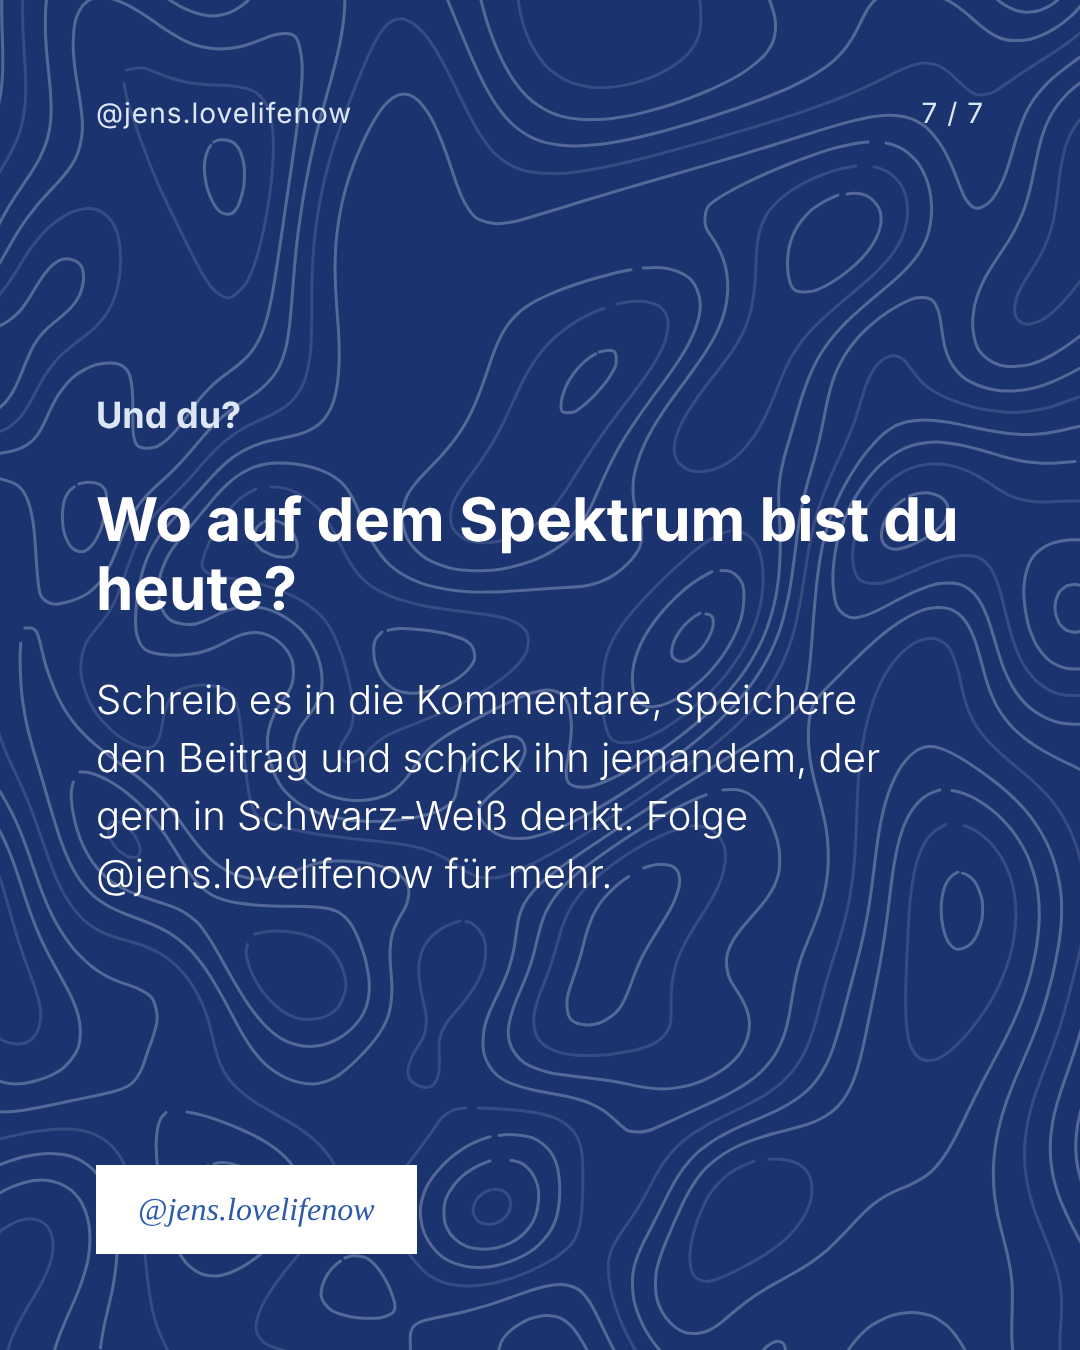 @jens.lovelifenow
7 / 7
Und du?
Wo auf dem Spektrum bist du
heute?
Schreib es in die Kommentare, speichere
den Beitrag und schick ihn jemandem, der
gern in Schwarz-Weiß denkt. Folge
@jens.lovelifenow für mehr.
@jens.lovelifenow